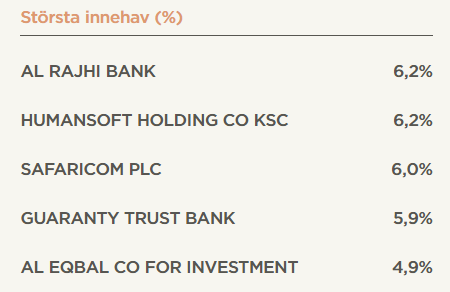 Största innehav (%)
AL RAJHI BANK 6,2%
HUMANSOFT HOLDING CO KSC 6,2%
SAFARICOM PLC 6,0%
GUARANTY TRUST BANK 5,9%
AL EQBAL CO FOR INVESTMENT 4,9%